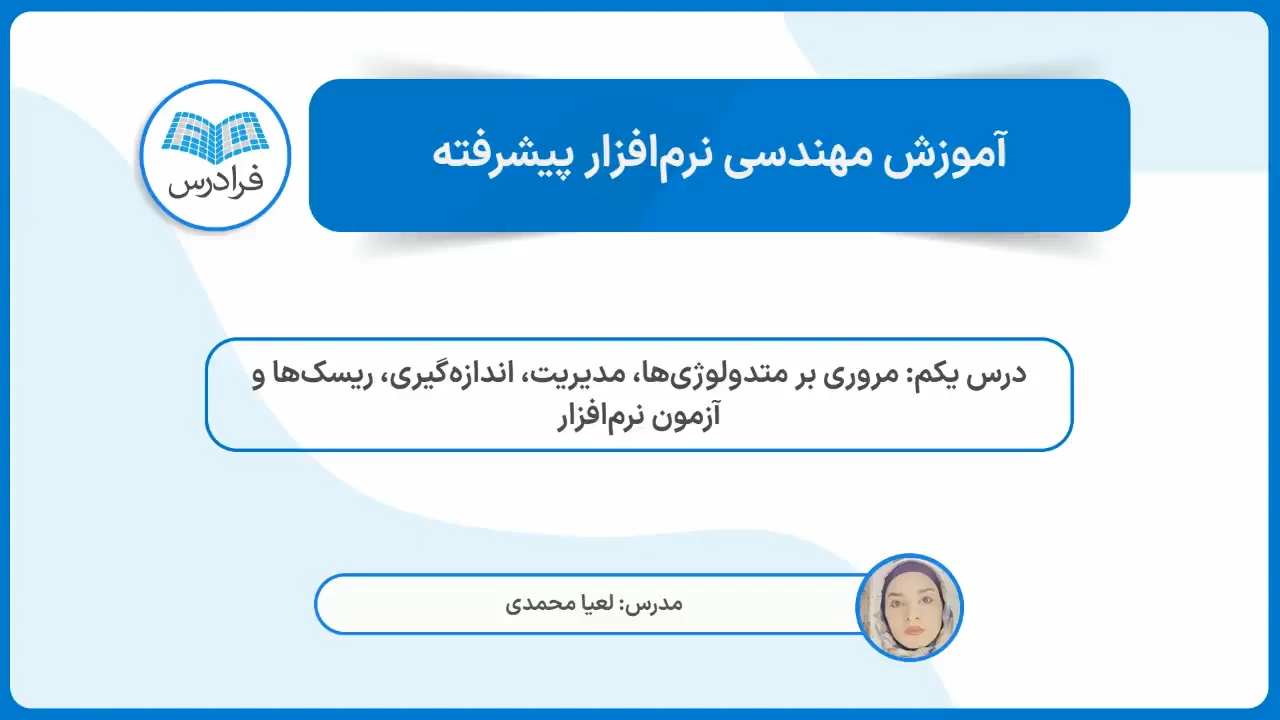 آموزش مهندسی نرم‌افزار پیشرفته
فرادرس
درس یکم: مروری بر متدولوژی‌ها، مدیریت، اندازه‌گیری، ریسک‌ها و
آزمون نرم‌افزار
مدرس: لعیا محمدی